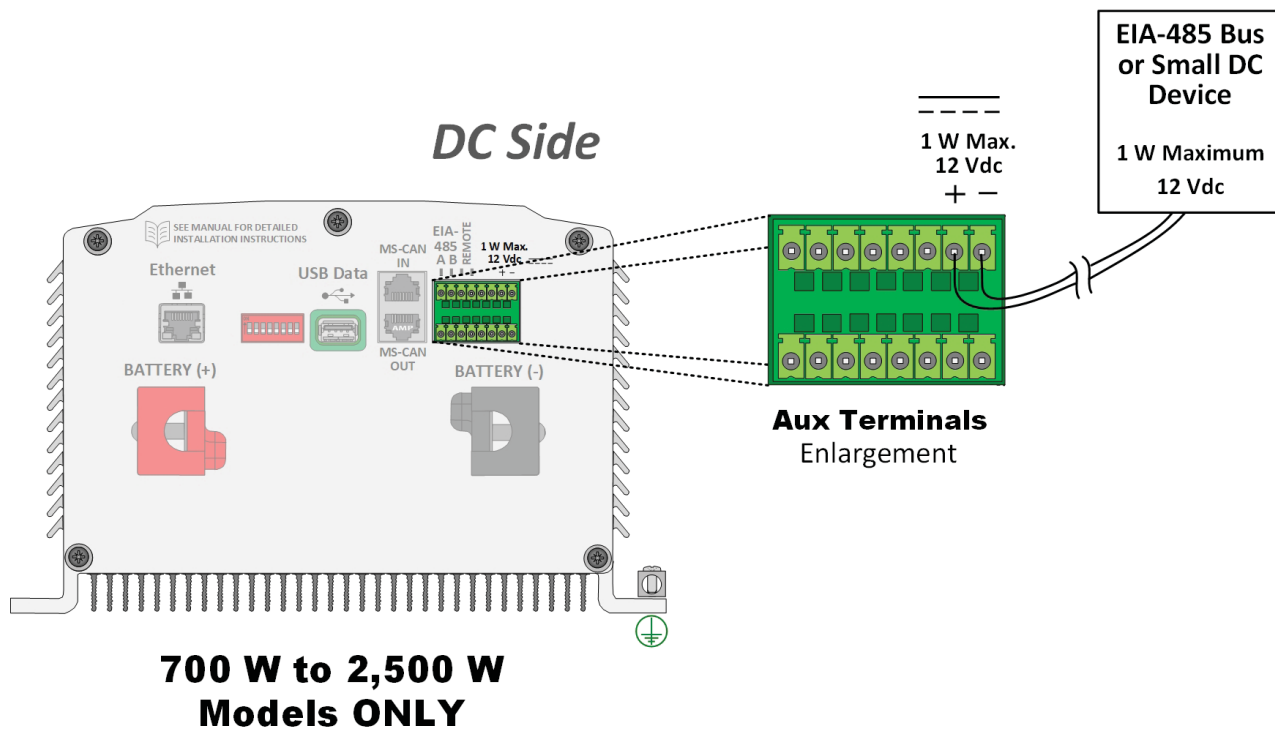 DC Side
SEE MANUAL FOR DETAILED
INSTALLATION INSTRUCTIONS
Ethernet
USB Data
MS-CAN
IN
AMP
MS-CAN
OUT
EIA-
485
A B
REMOTE
1 W Max.
12 Vdc
+ −
BATTERY (+)
BATTERY (-)
700 W to 2,500 W
Models ONLY
1 W Max.
12 Vdc
+ −
Aux Terminals
Enlargement
EIA-485 Bus
or Small DC
Device
1 W Maximum
12 Vdc